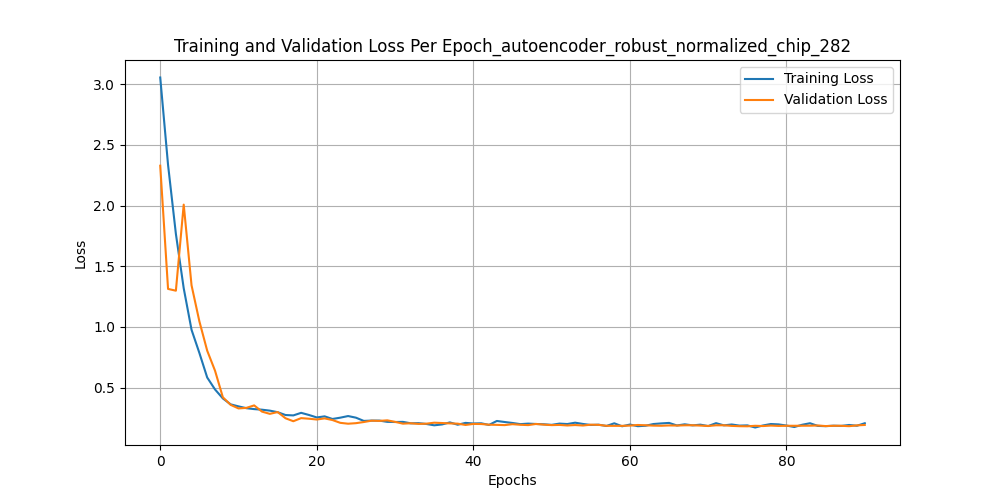 Training and Validation Loss Per Epoch_autoencoder_robust_normalized_chip_282
Training Loss
Validation Loss
3.0
2.5
2.0
1.5
1.0
0.5
Loss
0 20 40 60 80
Epochs